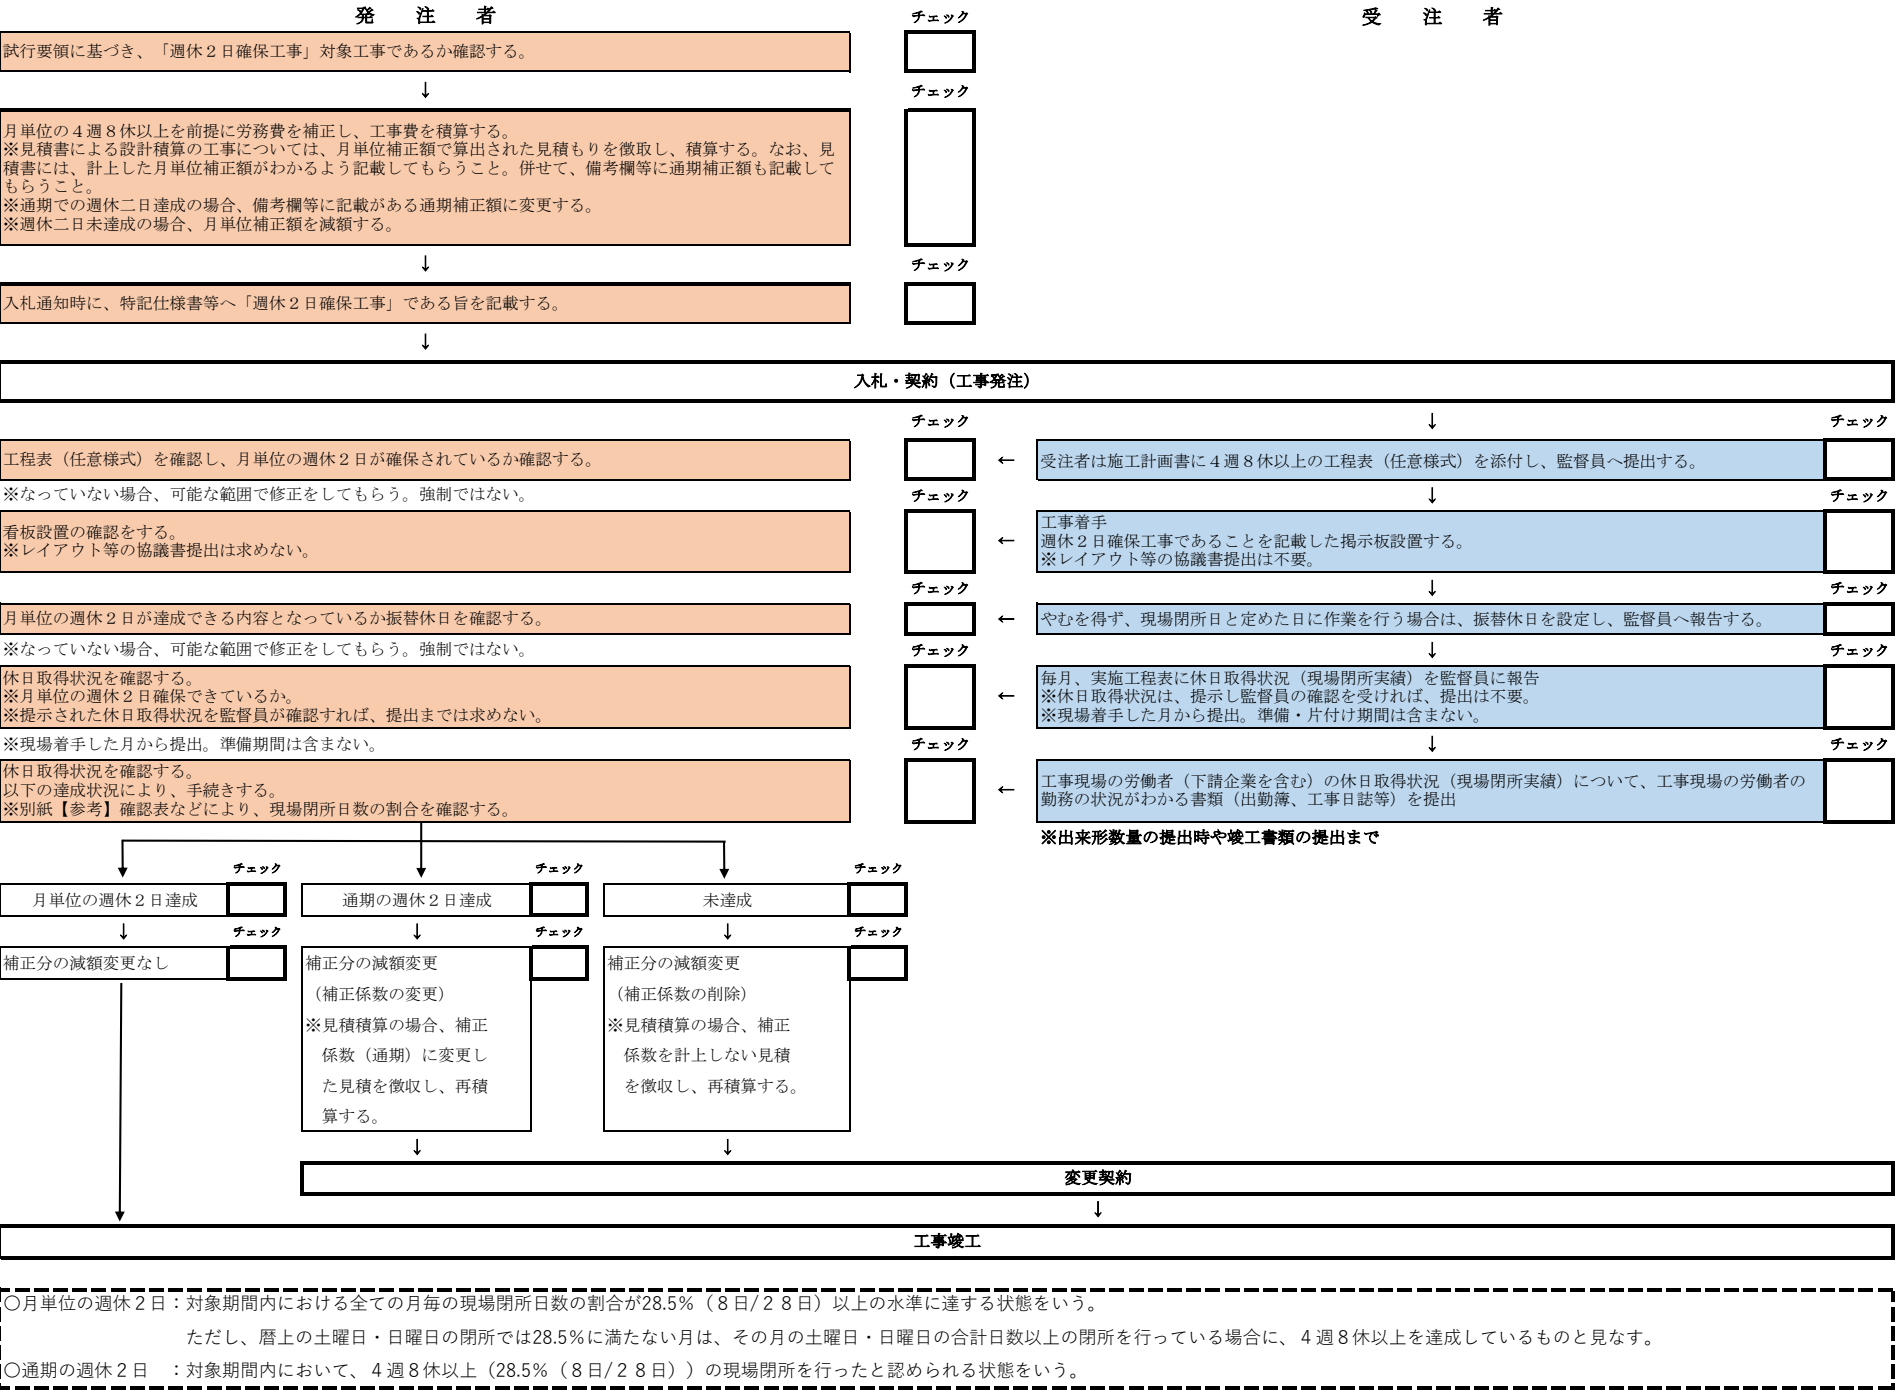 発　注　者
チェック
受　注　者
試行要領に基づき、「週休２日確保工事」対象工事であるか確認する。
↓
チェック
月単位の４週８休以上を前提に労務費を補正し、工事費を積算する。
※見積書による設計積算の工事については、月単位補正額で算出された見積もりを徴取し、積算する。なお、見
積書には、計上した月単位補正額がわかるよう記載してもらうこと。併せて、備考欄等に通期補正額も記載して
もらうこと。
※通期での週休二日達成の場合、備考欄等に記載がある通期補正額に変更する。
※週休二日未達成の場合、月単位補正額を減額する。
↓
チェック
入札通知時に、特記仕様書等へ「週休２日確保工事」である旨を記載する。
↓
入札・契約（工事発注）
チェック
↓
チェック
工程表（任意様式）を確認し、月単位の週休２日が確保されているか確認する。
←
受注者は施工計画書に４週８休以上の工程表（任意様式）を添付し、監督員へ提出する。
※なっていない場合、可能な範囲で修正をしてもらう。強制ではない。
チェック
↓
チェック
看板設置の確認をする。
※レイアウト等の協議書提出は求めない。
←
工事着手
週休２日確保工事であることを記載した掲示板設置する。
※レイアウト等の協議書提出は不要。
チェック
↓
チェック
月単位の週休２日が達成できる内容となっているか振替休日を確認する。
←
やむを得ず、現場閉所日と定めた日に作業を行う場合は、振替休日を設定し、監督員へ報告する。
※なっていない場合、可能な範囲で修正をしてもらう。強制ではない。
チェック
↓
チェック
休日取得状況を確認する。
※月単位の週休２日確保できているか。
※提示された休日取得状況を監督員が確認すれば、提出までは求めない。
←
毎月、実施工程表に休日取得状況（現場閉所実績）を監督員に報告
※休日取得状況は、提示し監督員の確認を受ければ、提出は不要。
※現場着手した月から提出。準備・片付け期間は含まない。
※現場着手した月から提出。準備期間は含まない。
チェック
↓
チェック
休日取得状況を確認する。
以下の達成状況により、手続きする。
※別紙【参考】確認表などにより、現場閉所日数の割合を確認する。
←
工事現場の労働者（下請企業を含む）の休日取得状況（現場閉所実績）について、工事現場の労働者の
勤務の状況がわかる書類（出勤簿、工事日誌等）を提出
※出来形数量の提出時や竣工書類の提出まで
チェック
チェック
チェック
月単位の週休２日達成
通期の週休２日達成
未達成
↓
チェック
↓
チェック
↓
チェック
補正分の減額変更なし
補正分の減額変更
（補正係数の変更）
※見積積算の場合、補正
係数（通期）に変更し
た見積を徴収し、再積
算する。
補正分の減額変更
（補正係数の削除）
※見積積算の場合、補正
係数を計上しない見積
を徴収し、再積算する。
↓
↓
変更契約
↓
工事竣工
〇月単位の週休２日：対象期間内における全ての月毎の現場閉所日数の割合が28.5%（８日/２８日）以上の水準に達する状態をいう。
ただし、暦上の土曜日・日曜日の閉所では28.5%に満たない月は、その月の土曜日・日曜日の合計日数以上の閉所を行っている場合に、４週８休以上を達成しているものと見なす。
〇通期の週休２日　：対象期間内において、４週８休以上（28.5%（８日/２８日））の現場閉所を行ったと認められる状態をいう。